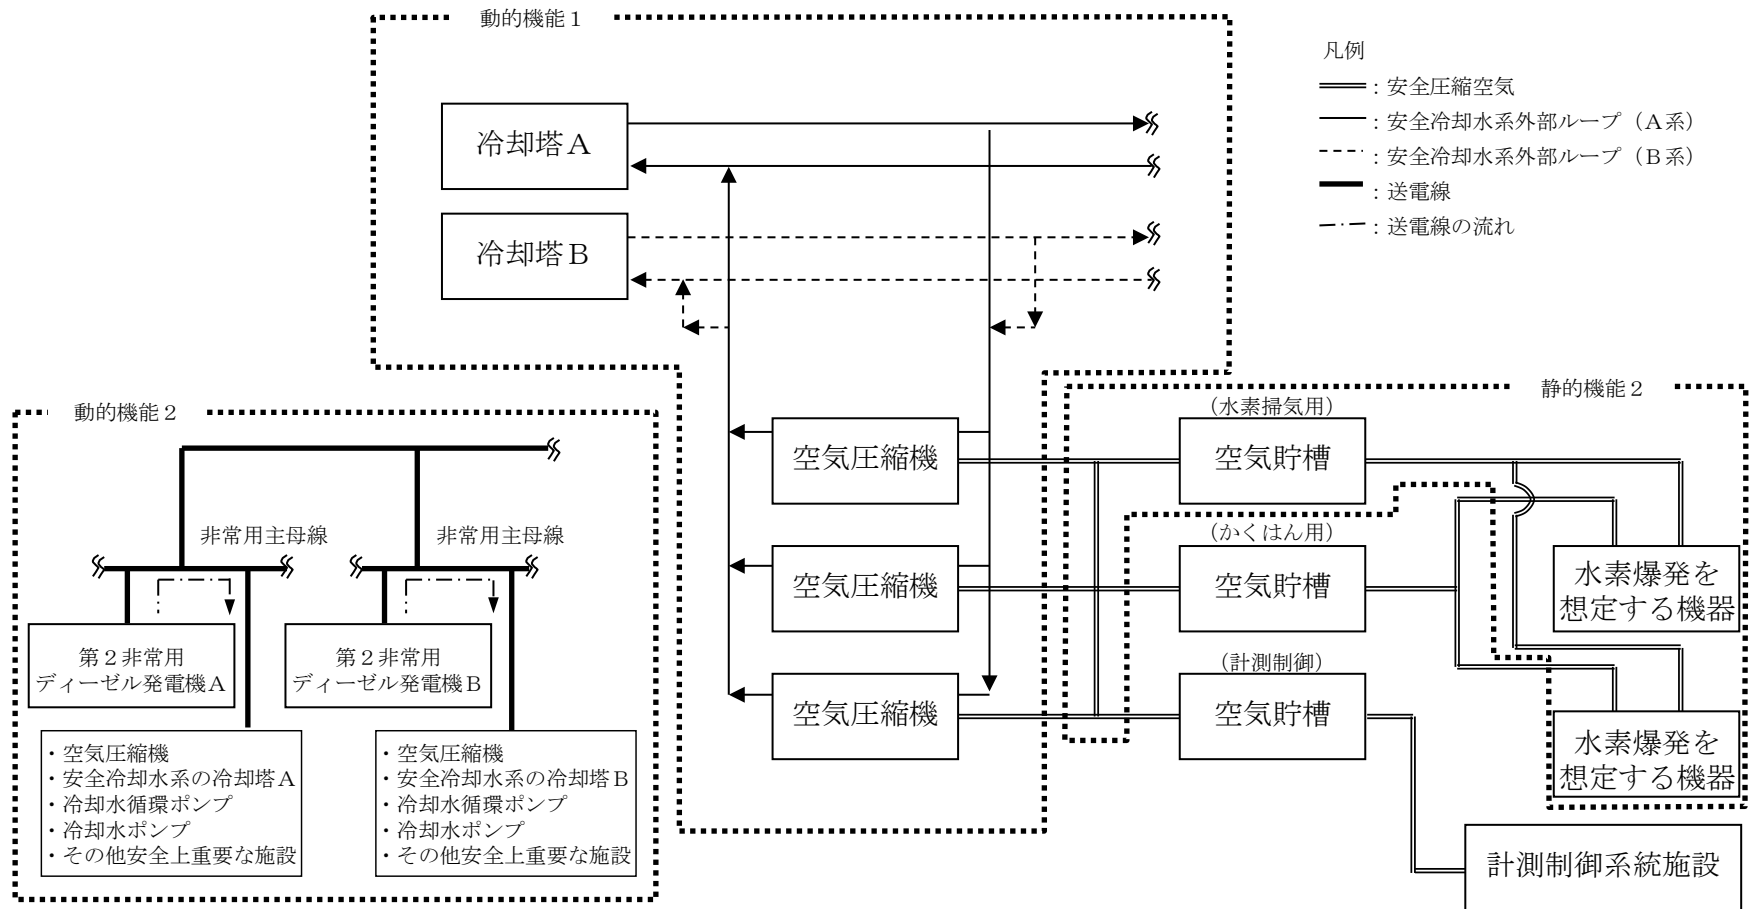 動的機能１
凡例
：安全圧縮空気
：安全冷却水系外部ループ（Ａ系）
：安全冷却水系外部ループ（Ｂ系）
：送電線
：送電線の流れ
冷却塔Ａ
冷却塔Ｂ
動的機能２
非常用主母線
非常用主母線
第２非常用
ディーゼル発電機Ａ
第２非常用
ディーゼル発電機Ｂ
・空気圧縮機
・安全冷却水系の冷却塔Ａ
・冷却水循環ポンプ
・冷却水ポンプ
・その他安全上重要な施設
・空気圧縮機
・安全冷却水系の冷却塔Ｂ
・冷却水循環ポンプ
・冷却水ポンプ
・その他安全上重要な施設
空気圧縮機
空気圧縮機
空気圧縮機
静的機能２
（水素掃気用）
空気貯槽
（かくはん用）
空気貯槽
（計測制御）
空気貯槽
水素爆発を
想定する機器
水素爆発を
想定する機器
計測制御系統施設